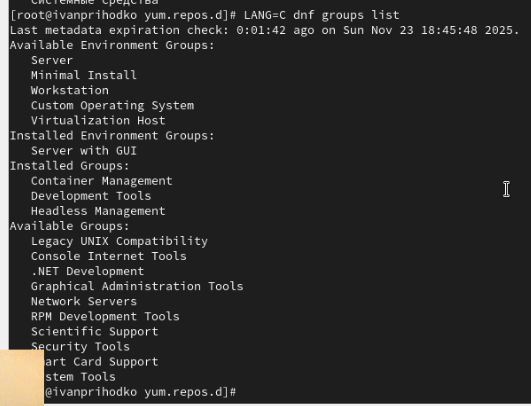 Системные средства
[root@ivanprihodko yum.repos.d]# LANG=C dnf groups list
Last metadata expiration check: 0:01:42 ago on Sun Nov 23 18:45:48 2025.
Available Environment Groups:
Server
Minimal Install
Workstation
Custom Operating System
Virtualization Host
Installed Environment Groups:
Server with GUI
Installed Groups:
Container Management
Development Tools
Headless Management
Available Groups:
Legacy UNIX Compatibility
Console Internet Tools
.NET Development
Graphical Administration Tools
Network Servers
RPM Development Tools
Scientific Support
Security Tools
art Card Support
stem Tools
@ivanprihodko yum.repos.d]#